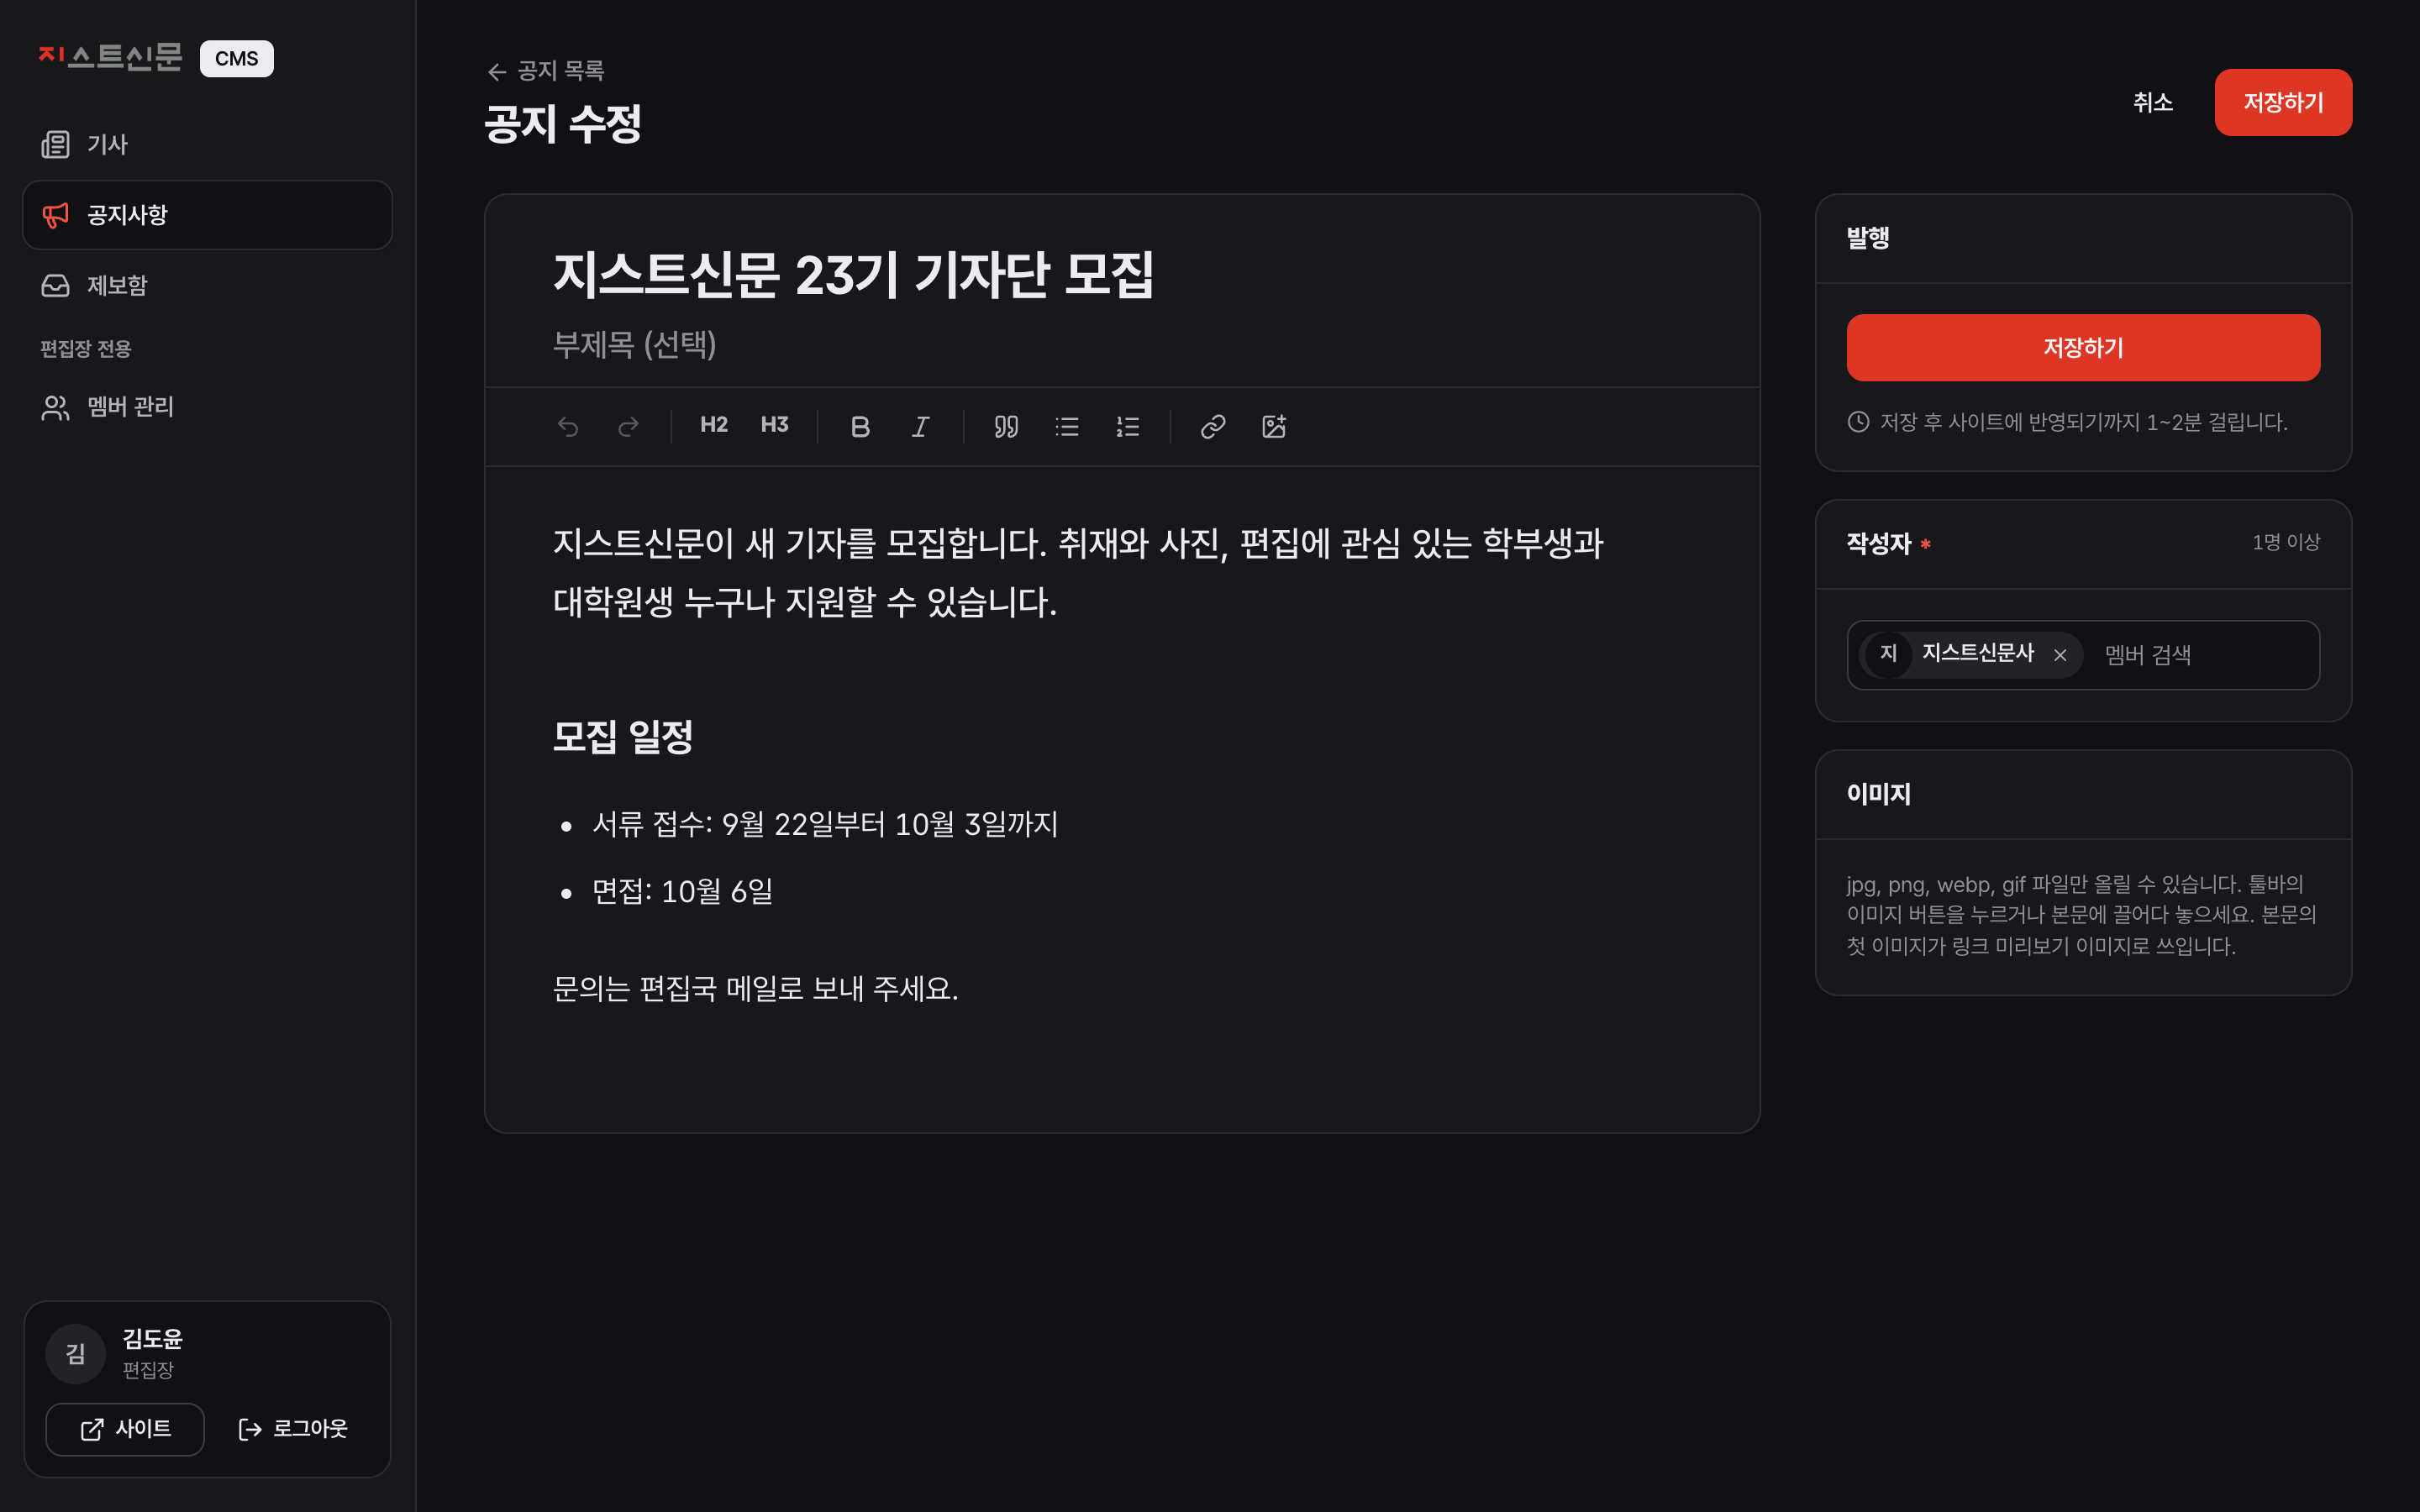 지스트신문 CMS
기사
공지사항
제보함
편집장 전용
멤버 관리
김
김도윤
편집장
사이트
로그아웃
공지 목록
공지 수정
취소
저장하기
지스트신문 23기 기자단 모집
부제목 (선택)
H2 H3 B I
지스트신문이 새 기자를 모집합니다. 취재와 사진, 편집에 관심 있는 학부생과
대학원생 누구나 지원할 수 있습니다.
모집 일정
• 서류 접수: 9월 22일부터 10월 3일까지
• 면접: 10월 6일
문의는 편집국 메일로 보내 주세요.
발행
저장하기
저장 후 사이트에 반영되기까지 1~2분 걸립니다.
작성자 * 1명 이상
지 지스트신문사 × 멤버 검색
이미지
jpg, png, webp, gif 파일만 올릴 수 있습니다. 툴바의
이미지 버튼을 누르거나 본문에 끌어다 놓으세요. 본문의
첫 이미지가 링크 미리보기 이미지로 쓰입니다.